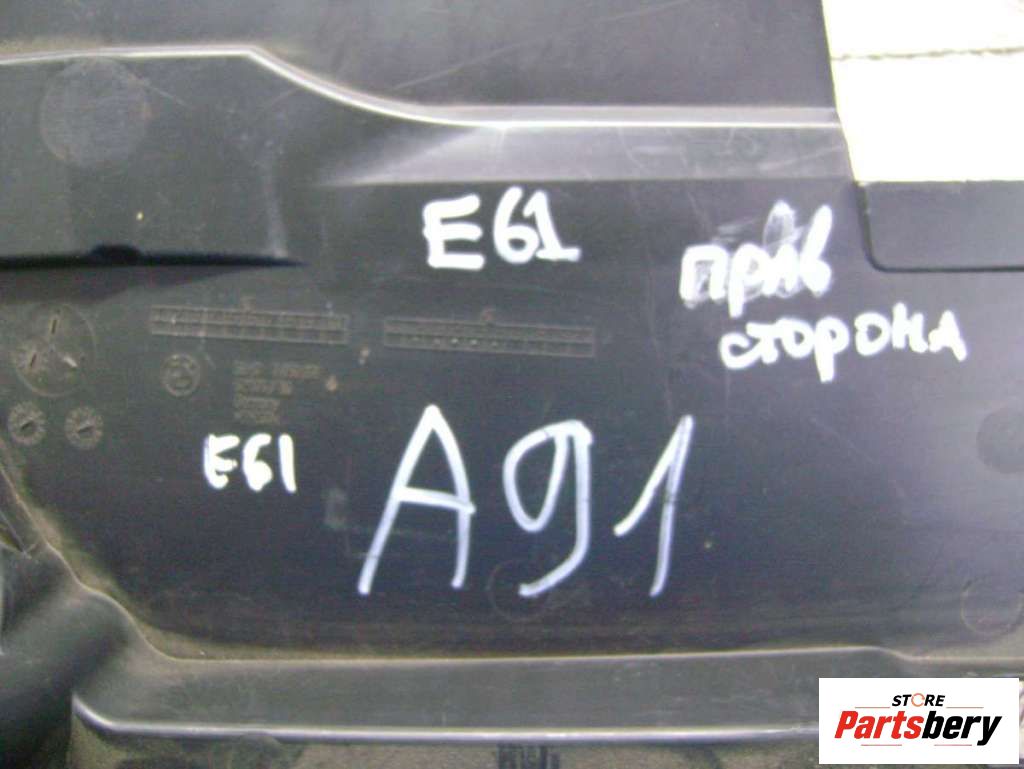 E61
прав
сторона
E61
A91
STORE
Partsbery